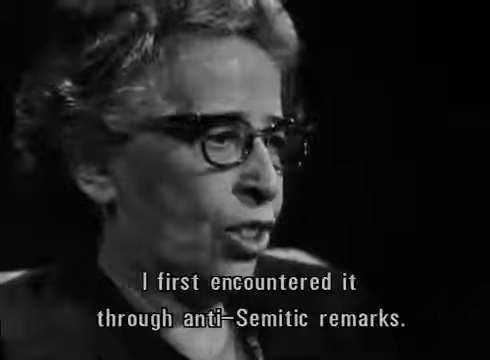 I first encountered it
through anti-Semitic remarks.